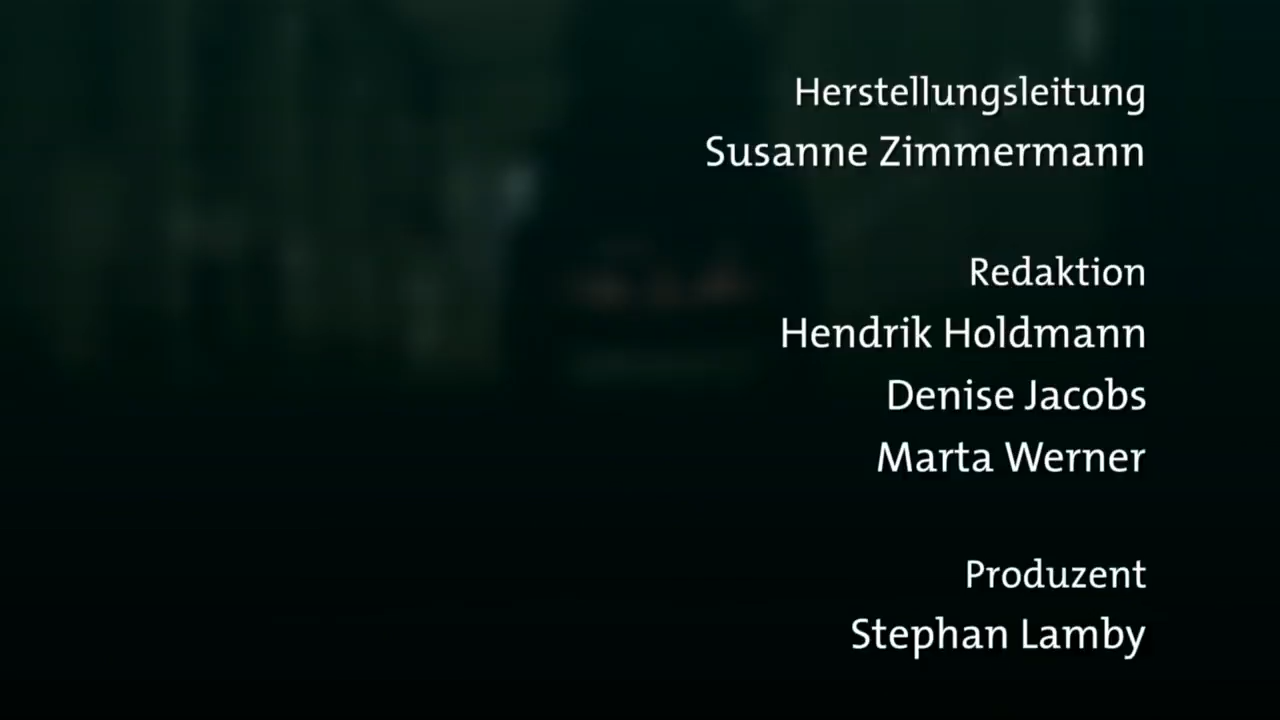 Herstellungsleitung
Susanne Zimmermann
Redaktion
Hendrik Holdmann
Denise Jacobs
Marta Werner
Produzent
Stephan Lamby